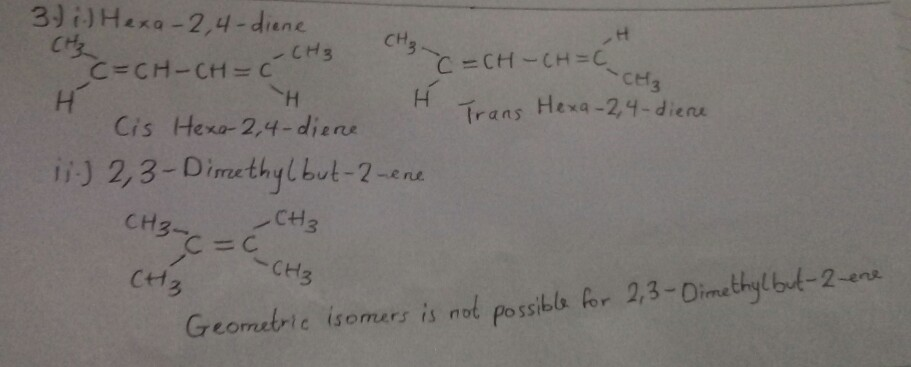 3.) i.) Hexa-2,4-diene
CH3 C=CH-CH=C CH3 H H
CH3 C=CH-CH=C H H CH3
Cis Hexa-2,4-diene
Trans Hexa-2,4-diene
ii.) 2,3-Dimethylbut-2-ene
CH3 CH3
C=C
CH3 CH3
Geometric isomers is not possible for 2,3-Dimethylbut-2-ene